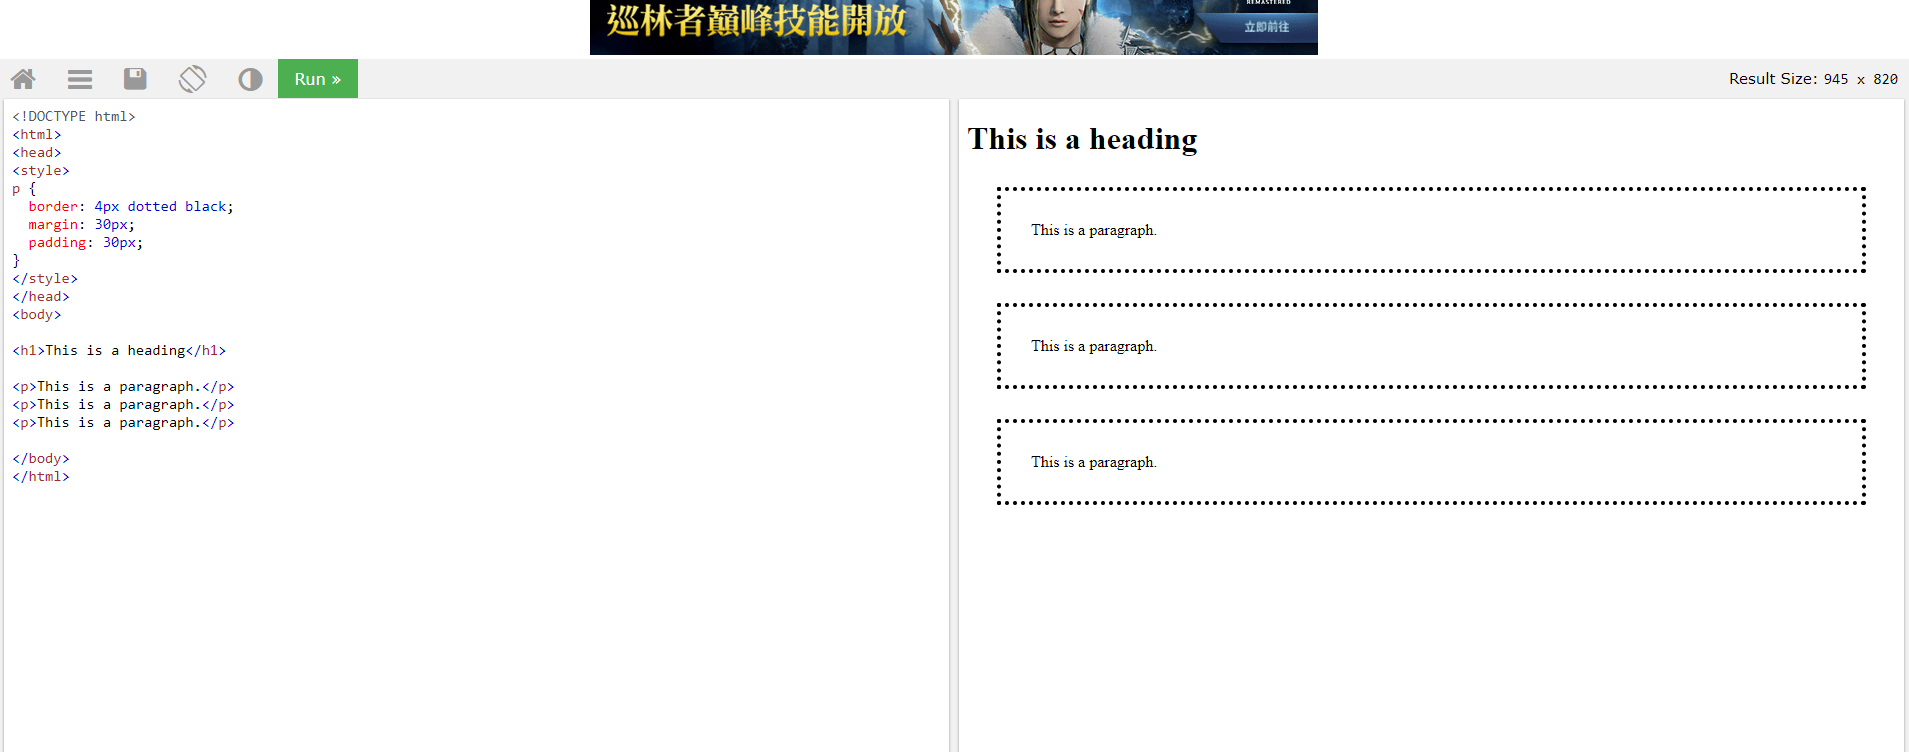 REMASTERED
巡林者巔峰技能開放
立即前往
Run »
Result Size: 945 x 820
<!DOCTYPE html>
<html>
<head>
<style>
p {
  border: 4px dotted black;
  margin: 30px;
  padding: 30px;
}
</style>
</head>
<body>
<h1>This is a heading</h1>
<p>This is a paragraph.</p>
<p>This is a paragraph.</p>
<p>This is a paragraph.</p>
</body>
</html>
This is a heading
This is a paragraph.
This is a paragraph.
This is a paragraph.